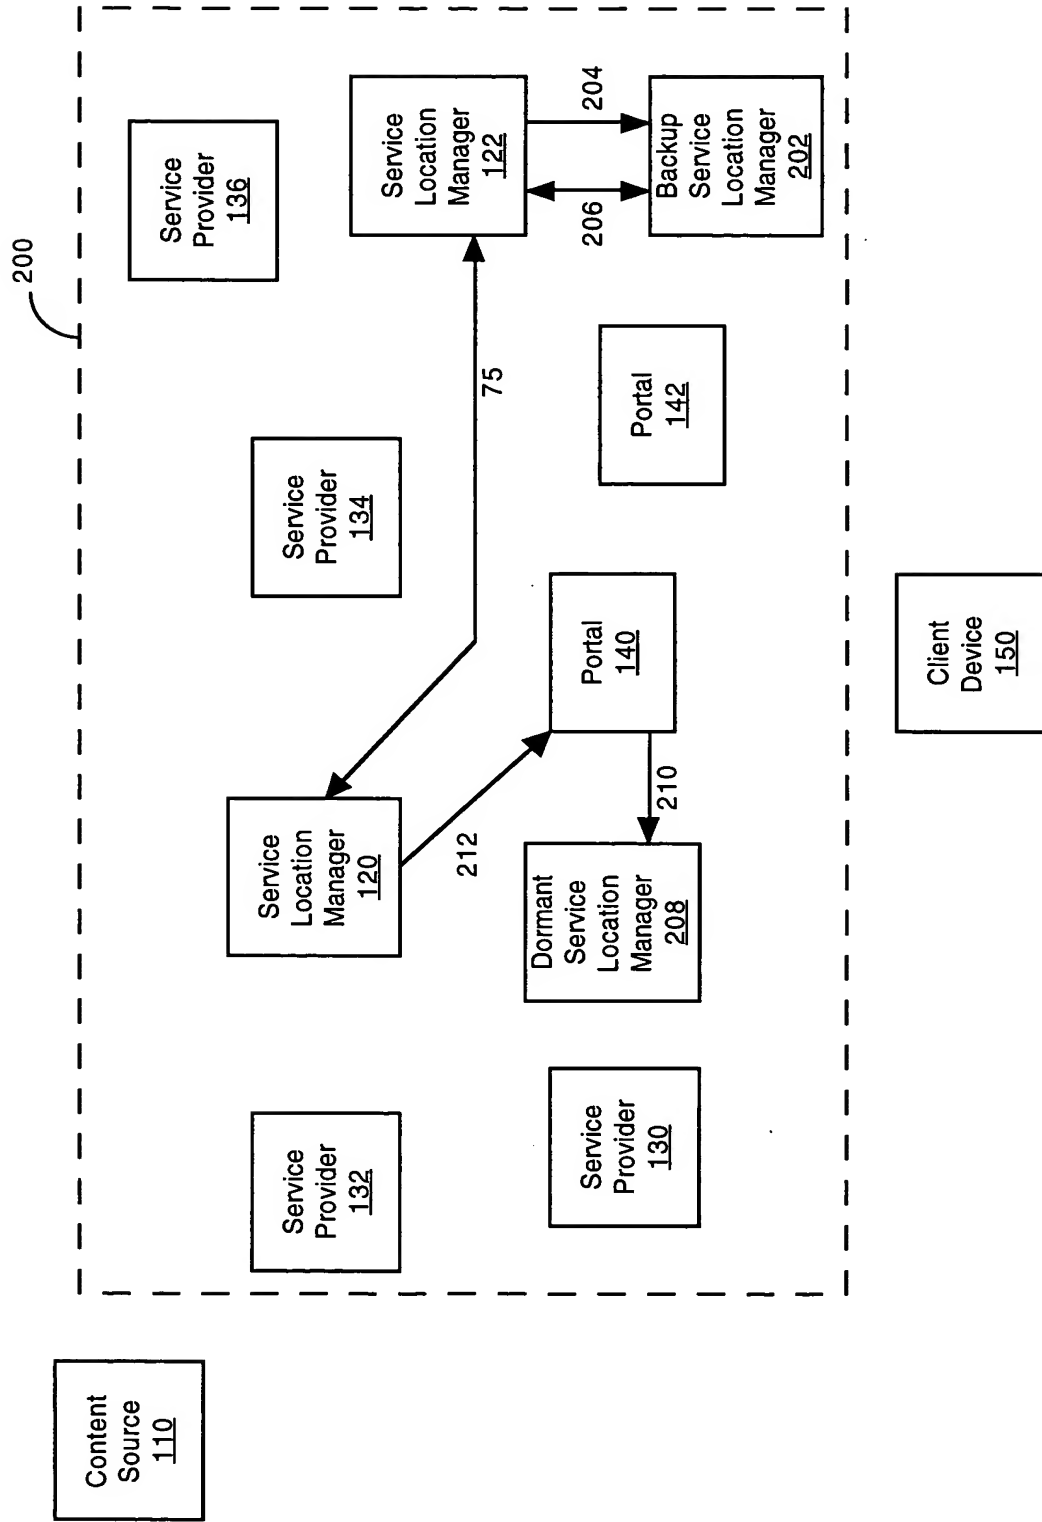 200
Content
Source
110
Service
Provider
132
Service
Provider
130
Service
Location
Manager
120
Dormant
Service
Location
Manager
208
212
210
Portal
140
Service
Provider
134
75
Portal
142
Service
Provider
136
Service
Location
Manager
122
206
204
Backup
Service
Location
Manager
202
Client
Device
150